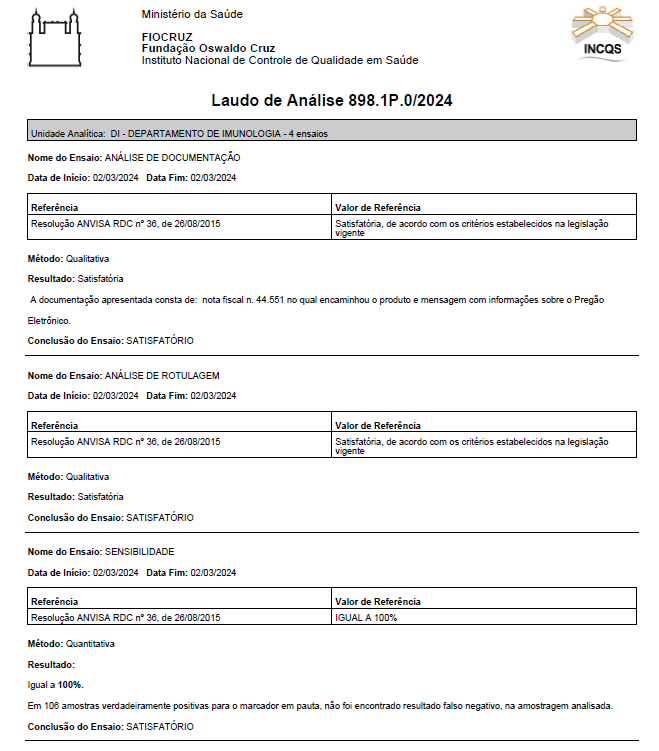 Ministério da Saúde
FIOCRUZ
Fundação Oswaldo Cruz
Instituto Nacional de Controle de Qualidade em Saúde
INCQS
Laudo de Análise 898.1P.0/2024
Unidade Analítica: DI - DEPARTAMENTO DE IMUNOLOGIA - 4 ensaios
Nome do Ensaio: ANÁLISE DE DOCUMENTAÇÃO
Data de Início: 02/03/2024 Data Fim: 02/03/2024
Referência Valor de Referência
Resolução ANVISA RDC nº 36, de 26/08/2015 Satisfatória, de acordo com os critérios estabelecidos na legislação
vigente
Método: Qualitativa
Resultado: Satisfatória
A documentação apresentada consta de: nota fiscal n. 44.551 no qual encaminhou o produto e mensagem com informações sobre o Pregão
Eletrônico.
Conclusão do Ensaio: SATISFATÓRIO
Nome do Ensaio: ANÁLISE DE ROTULAGEM
Data de Início: 02/03/2024 Data Fim: 02/03/2024
Referência Valor de Referência
Resolução ANVISA RDC nº 36, de 26/08/2015 Satisfatória, de acordo com os critérios estabelecidos na legislação
vigente
Método: Qualitativa
Resultado: Satisfatória
Conclusão do Ensaio: SATISFATÓRIO
Nome do Ensaio: SENSIBILIDADE
Data de Início: 02/03/2024 Data Fim: 02/03/2024
Referência Valor de Referência
Resolução ANVISA RDC nº 36, de 26/08/2015 IGUAL A 100%
Método: Quantitativa
Resultado:
Igual a 100%.
Em 106 amostras verdadeiramente positivas para o marcador em pauta, não foi encontrado resultado falso negativo, na amostragem analisada.
Conclusão do Ensaio: SATISFATÓRIO